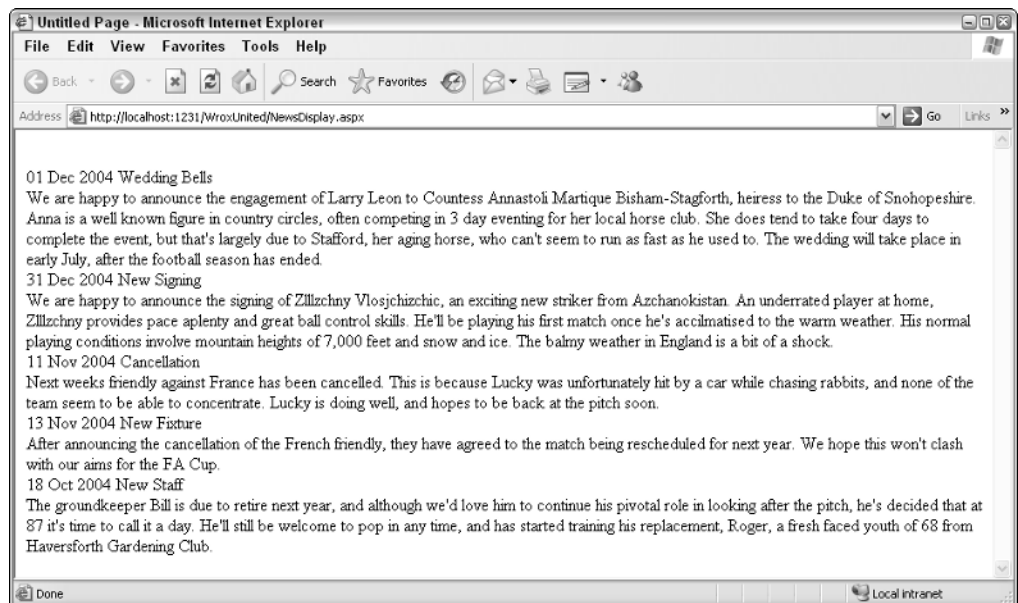 Untitled Page - Microsoft Internet Explorer
File Edit View Favorites Tools Help
Back Search Favorites
Address http://localhost:1231/WroxUnited/NewsDisplay.aspx Go Links »
01 Dec 2004 Wedding Bells
We are happy to announce the engagement of Larry Leon to Countess Annastoli Martique Bisham-Stagforth, heiress to the Duke of Snohopeshire.
Anna is a well known figure in country circles, often competing in 3 day eventing for her local horse club. She does tend to take four days to
complete the event, but that's largely due to Stafford, her aging horse, who can't seem to run as fast as he used to. The wedding will take place in
early July, after the football season has ended.
31 Dec 2004 New Signing
We are happy to announce the signing of Zlllzchny Vlosjchizchic, an exciting new striker from Azchanokistan. An underrated player at home,
Zlllzchny provides pace aplenty and great ball control skills. He'll be playing his first match once he's accilmatised to the warm weather. His normal
playing conditions involve mountain heights of 7,000 feet and snow and ice. The balmy weather in England is a bit of a shock.
11 Nov 2004 Cancellation
Next weeks friendly against France has been cancelled. This is because Lucky was unfortunately hit by a car while chasing rabbits, and none of the
team seem to be able to concentrate. Lucky is doing well, and hopes to be back at the pitch soon.
13 Nov 2004 New Fixture
After announcing the cancellation of the French friendly, they have agreed to the match being rescheduled for next year. We hope this won't clash
with our aims for the FA Cup.
18 Oct 2004 New Staff
The groundkeeper Bill is due to retire next year, and although we'd love him to continue his pivotal role in looking after the pitch, he's decided that at
87 it's time to call it a day. He'll still be welcome to pop in any time, and has started training his replacement, Roger, a fresh faced youth of 68 from
Haversforth Gardening Club.
Done Local intranet